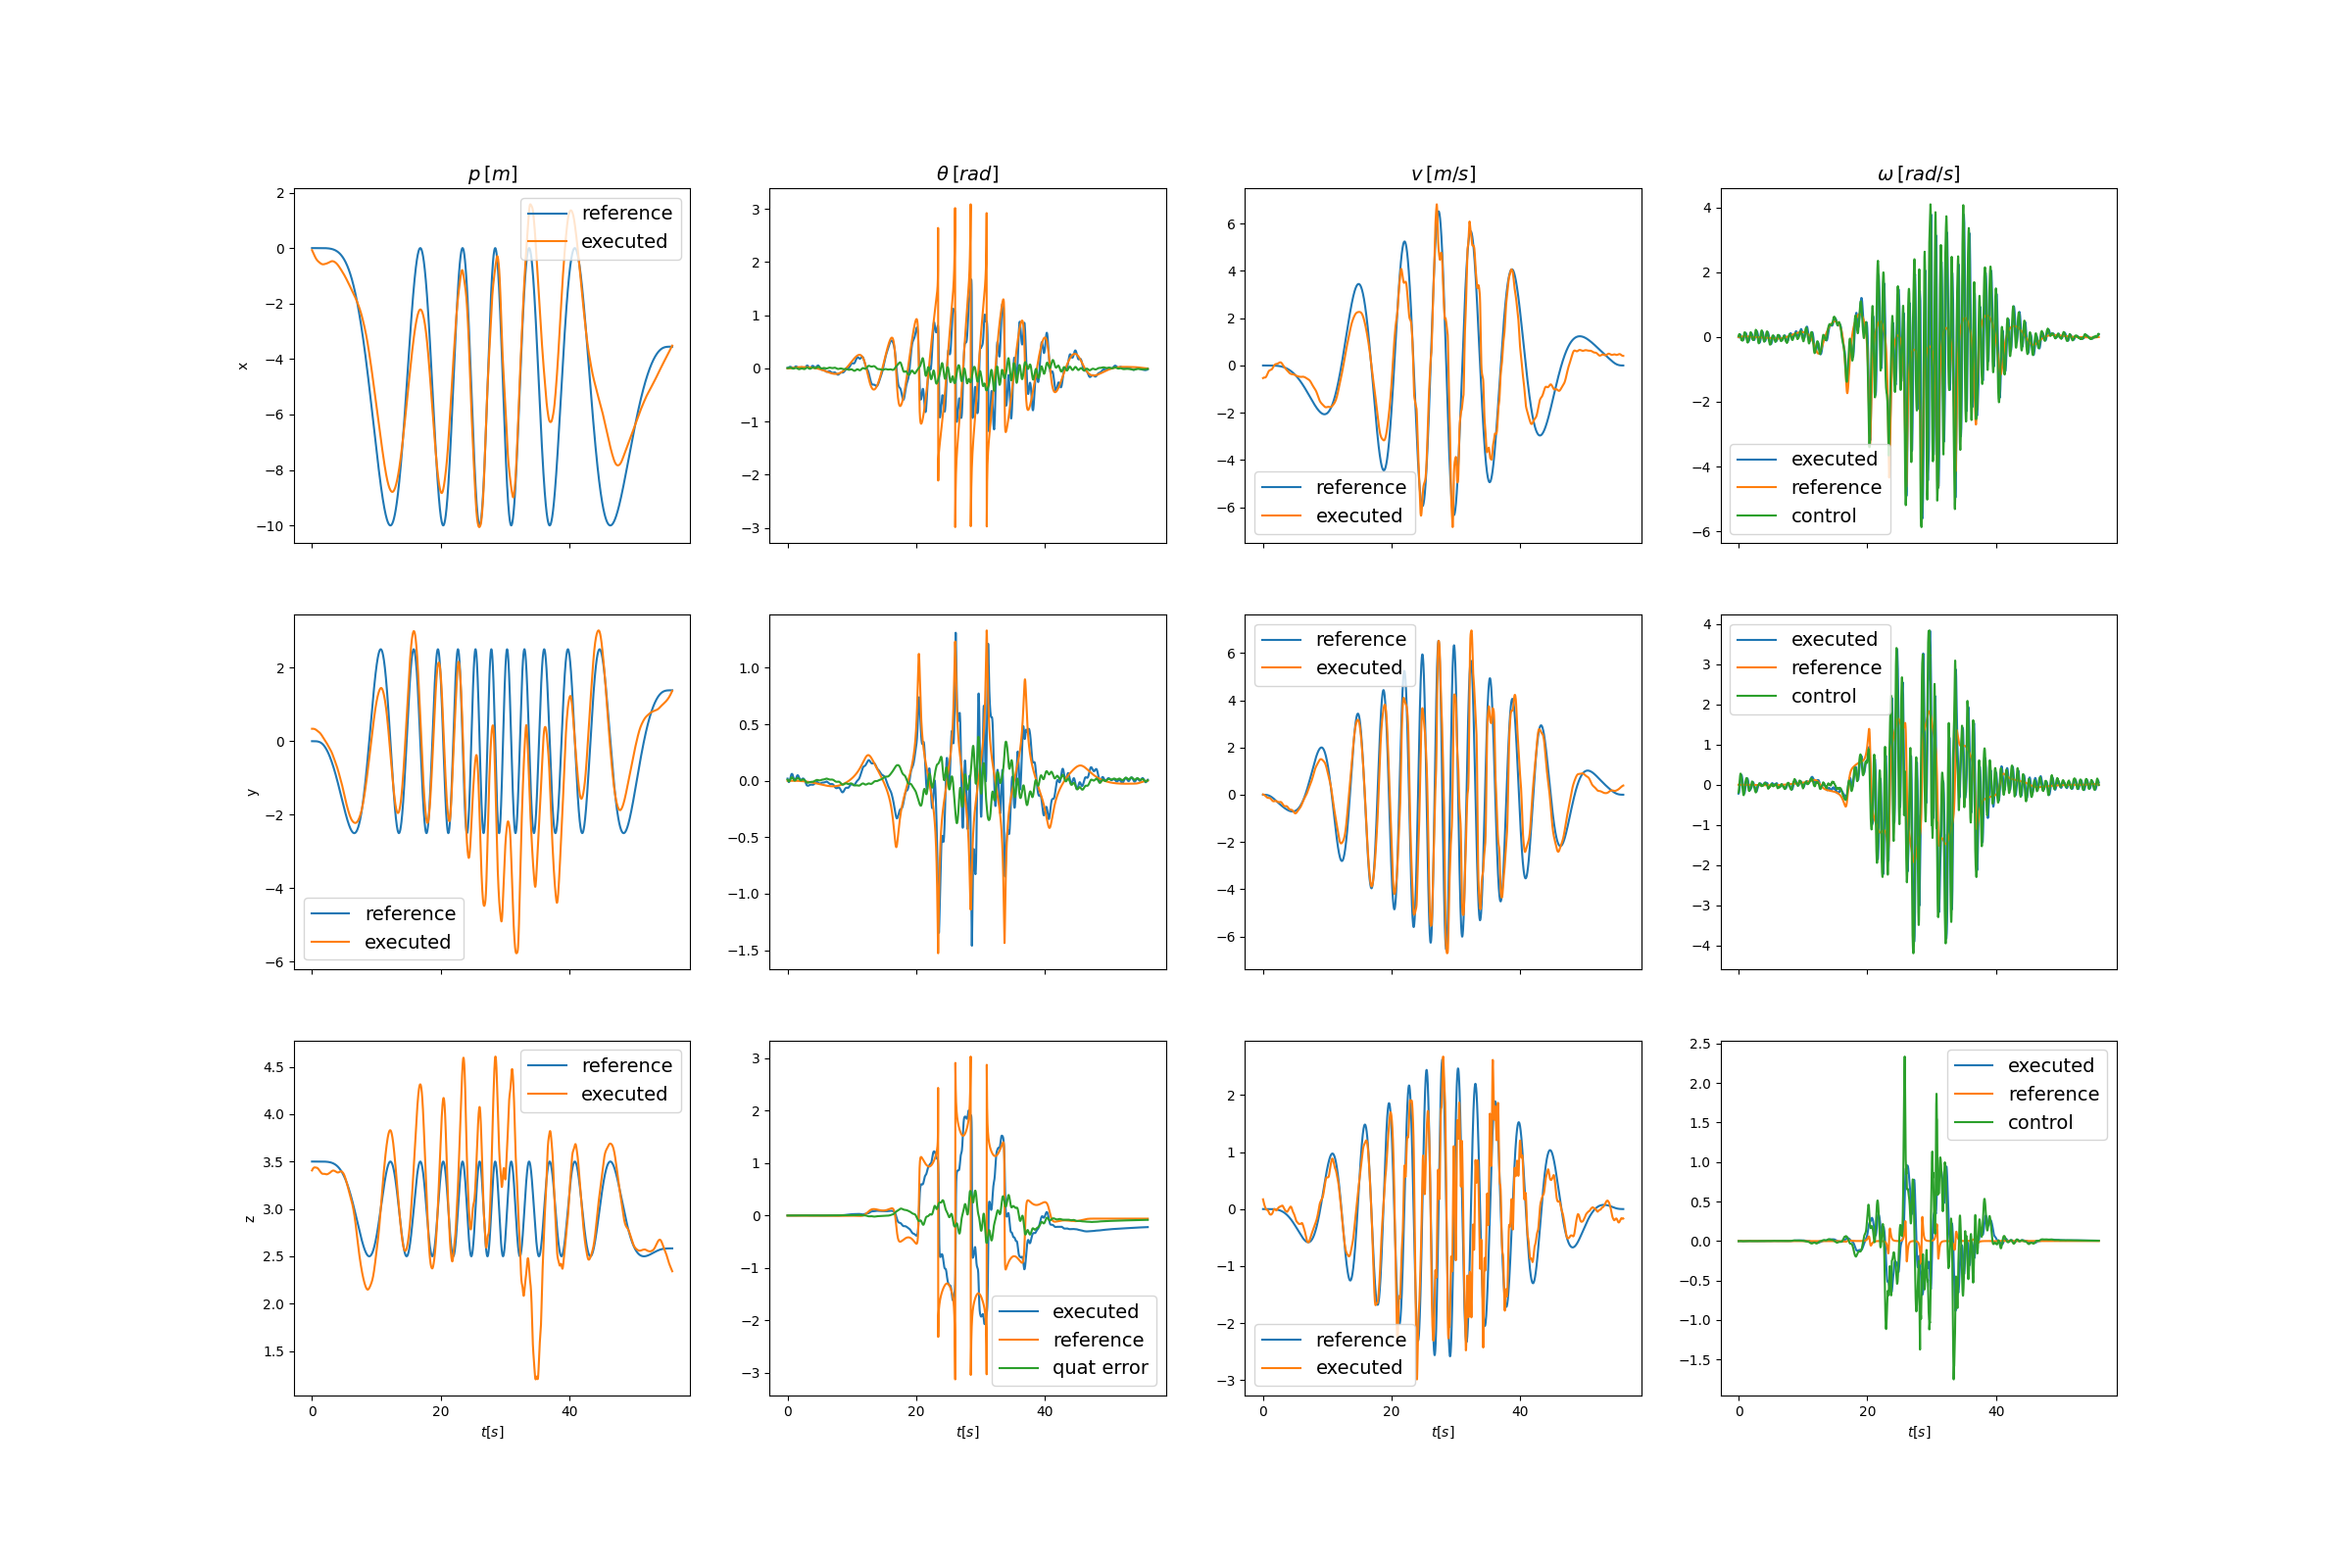 p [m]
θ [rad]
v [m/s]
ω [rad/s]
x
2
0
−2
−4
−6
−8
−10
reference
executed
3
2
1
0
−1
−2
−3
6
4
2
0
−2
−4
−6
reference
executed
4
2
0
−2
−4
−6
executed
reference
control
y
2
0
−2
−4
−6
reference
executed
1.0
0.5
0.0
−0.5
−1.0
−1.5
6
4
2
0
−2
−4
−6
reference
executed
4
3
2
1
0
−1
−2
−3
−4
executed
reference
control
z
4.5
4.0
3.5
3.0
2.5
2.0
1.5
reference
executed
0 20 40
t[s]
3
2
1
0
−1
−2
−3
executed
reference
quat error
0 20 40
t[s]
2
1
0
−1
−2
−3
reference
executed
0 20 40
t[s]
2.5
2.0
1.5
1.0
0.5
0.0
−0.5
−1.0
−1.5
executed
reference
control
0 20 40
t[s]